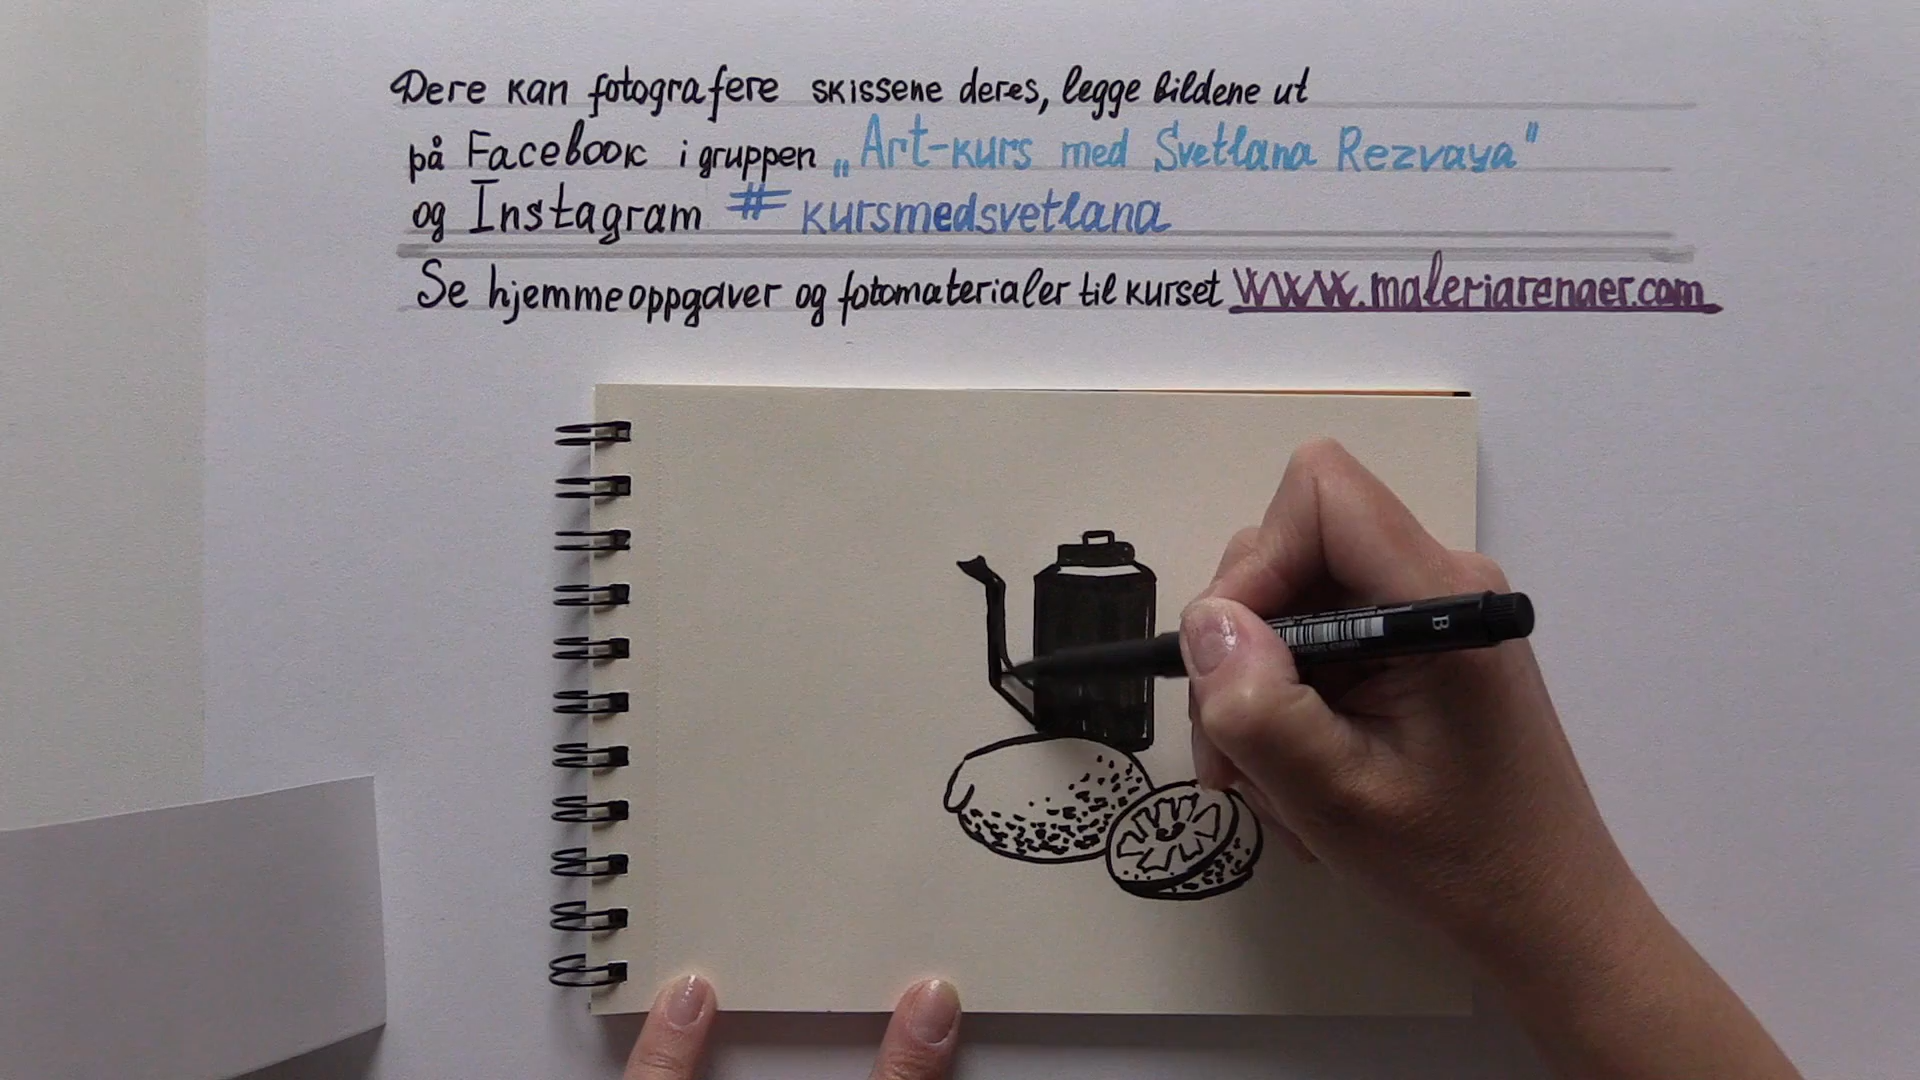 Dere kan fotografere skissene deres, legge bildene ut
på Facebook i gruppen „Art-kurs med Svetlana Rezvaya"
og Instagram # kursmedsvetlana
Se hjemmeoppgaver og fotomaterialer til kurset www.maleriarenaer.com
B